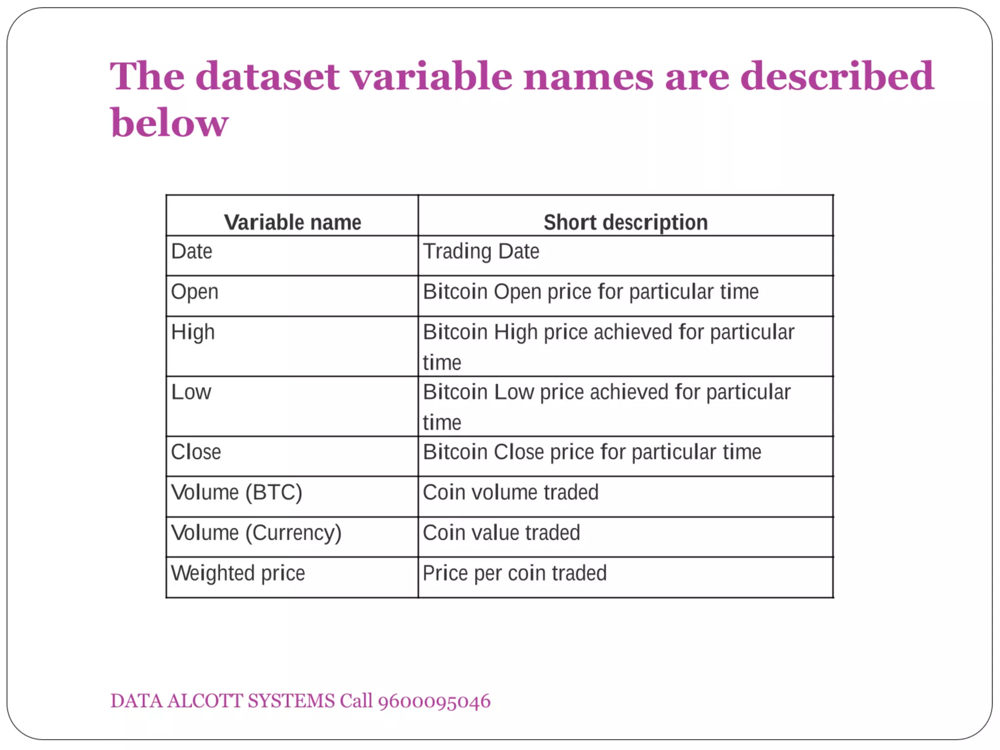 The dataset variable names are described
below
Variable name Short description
Date Trading Date
Open Bitcoin Open price for particular time
High Bitcoin High price achieved for particular
time
Low Bitcoin Low price achieved for particular
time
Close Bitcoin Close price for particular time
Volume (BTC) Coin volume traded
Volume (Currency) Coin value traded
Weighted price Price per coin traded
DATA ALCOTT SYSTEMS Call 9600095046